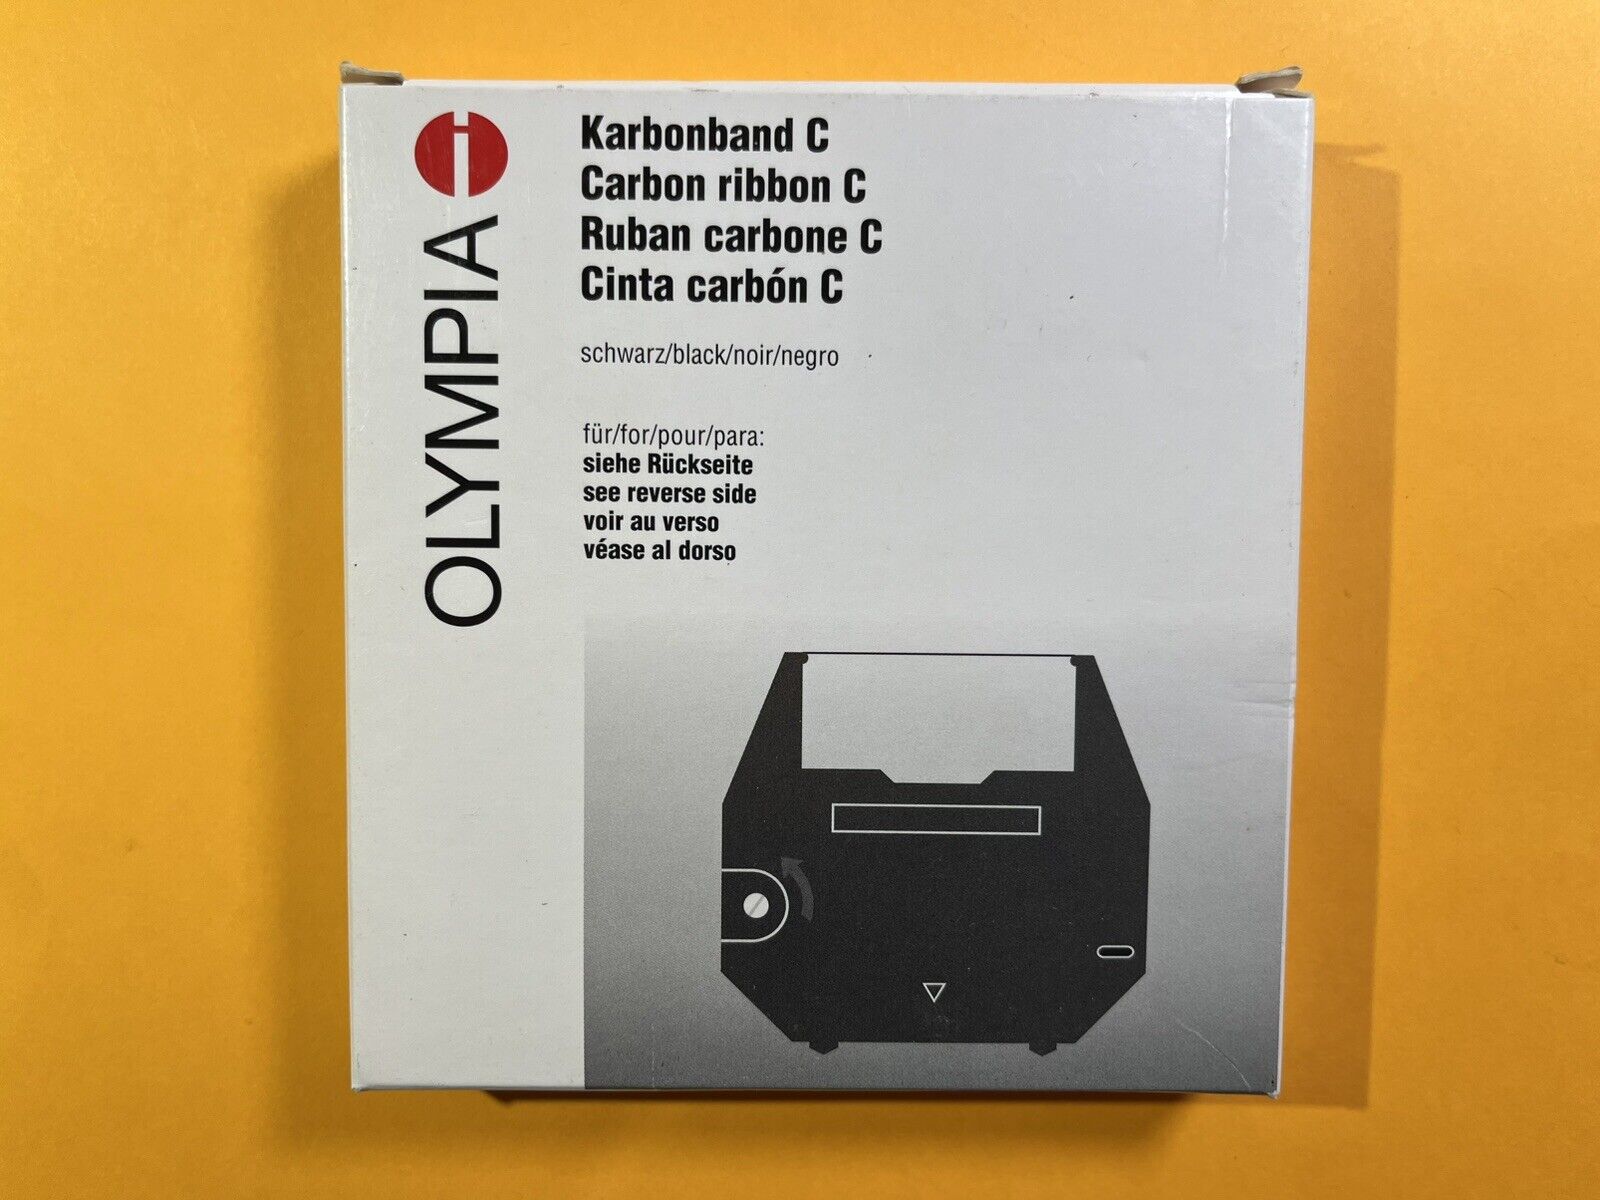 OLYMPIA
Karbonband C
Carbon ribbon C
Ruban carbone C
Cinta carbón C
schwarz/black/noir/negro
für/for/pour/para:
siehe Rückseite
see reverse side
voir au verso
véase al dorso